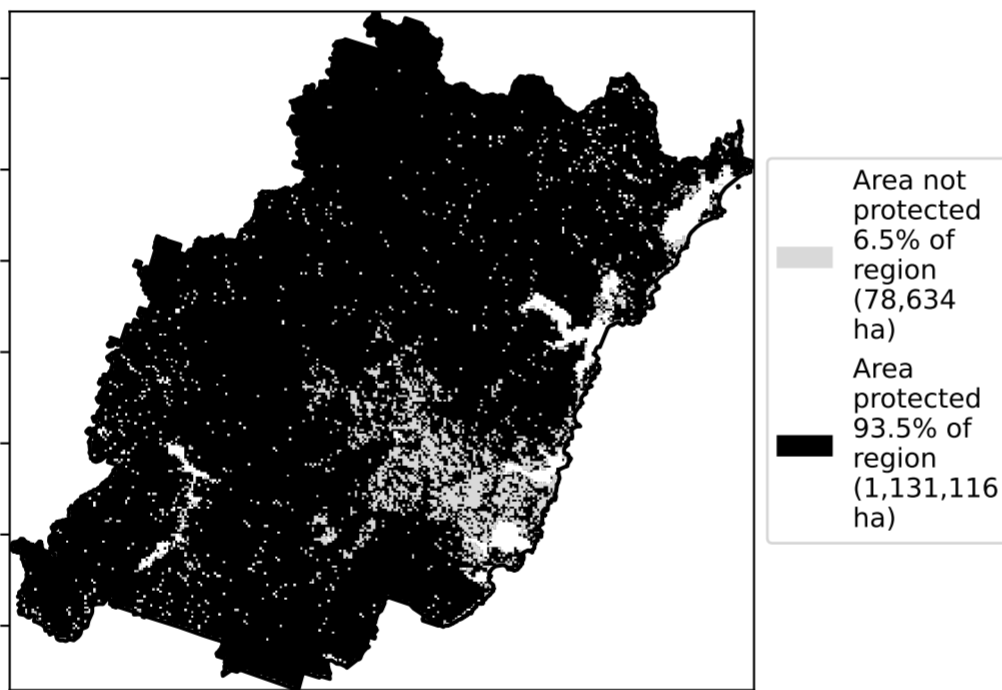 Area not
protected
6.5% of
region
(78,634
ha)
Area
protected
93.5% of
region
(1,131,116
ha)